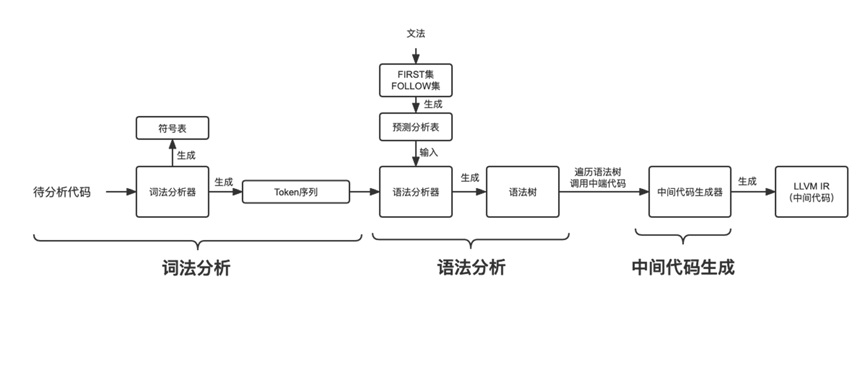 文法
FIRST集
FOLLOW集
生成
符号表
预测分析表
生成
输入
待分析代码
词法分析器
生成
Token序列
语法分析器
生成
语法树
遍历语法树
调用中端代码
中间代码生成器
生成
LLVM IR
（中间代码）
词法分析
语法分析
中间代码生成